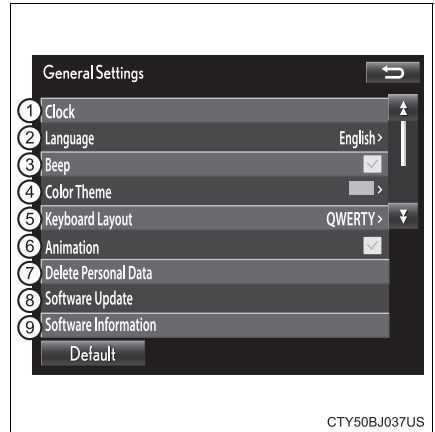 General Settings
1 Clock
2 Language English >
3 Beep
4 Color Theme >
5 Keyboard Layout QWERTY >
6 Animation
7 Delete Personal Data
8 Software Update
9 Software Information
Default
CTY50BJ037US